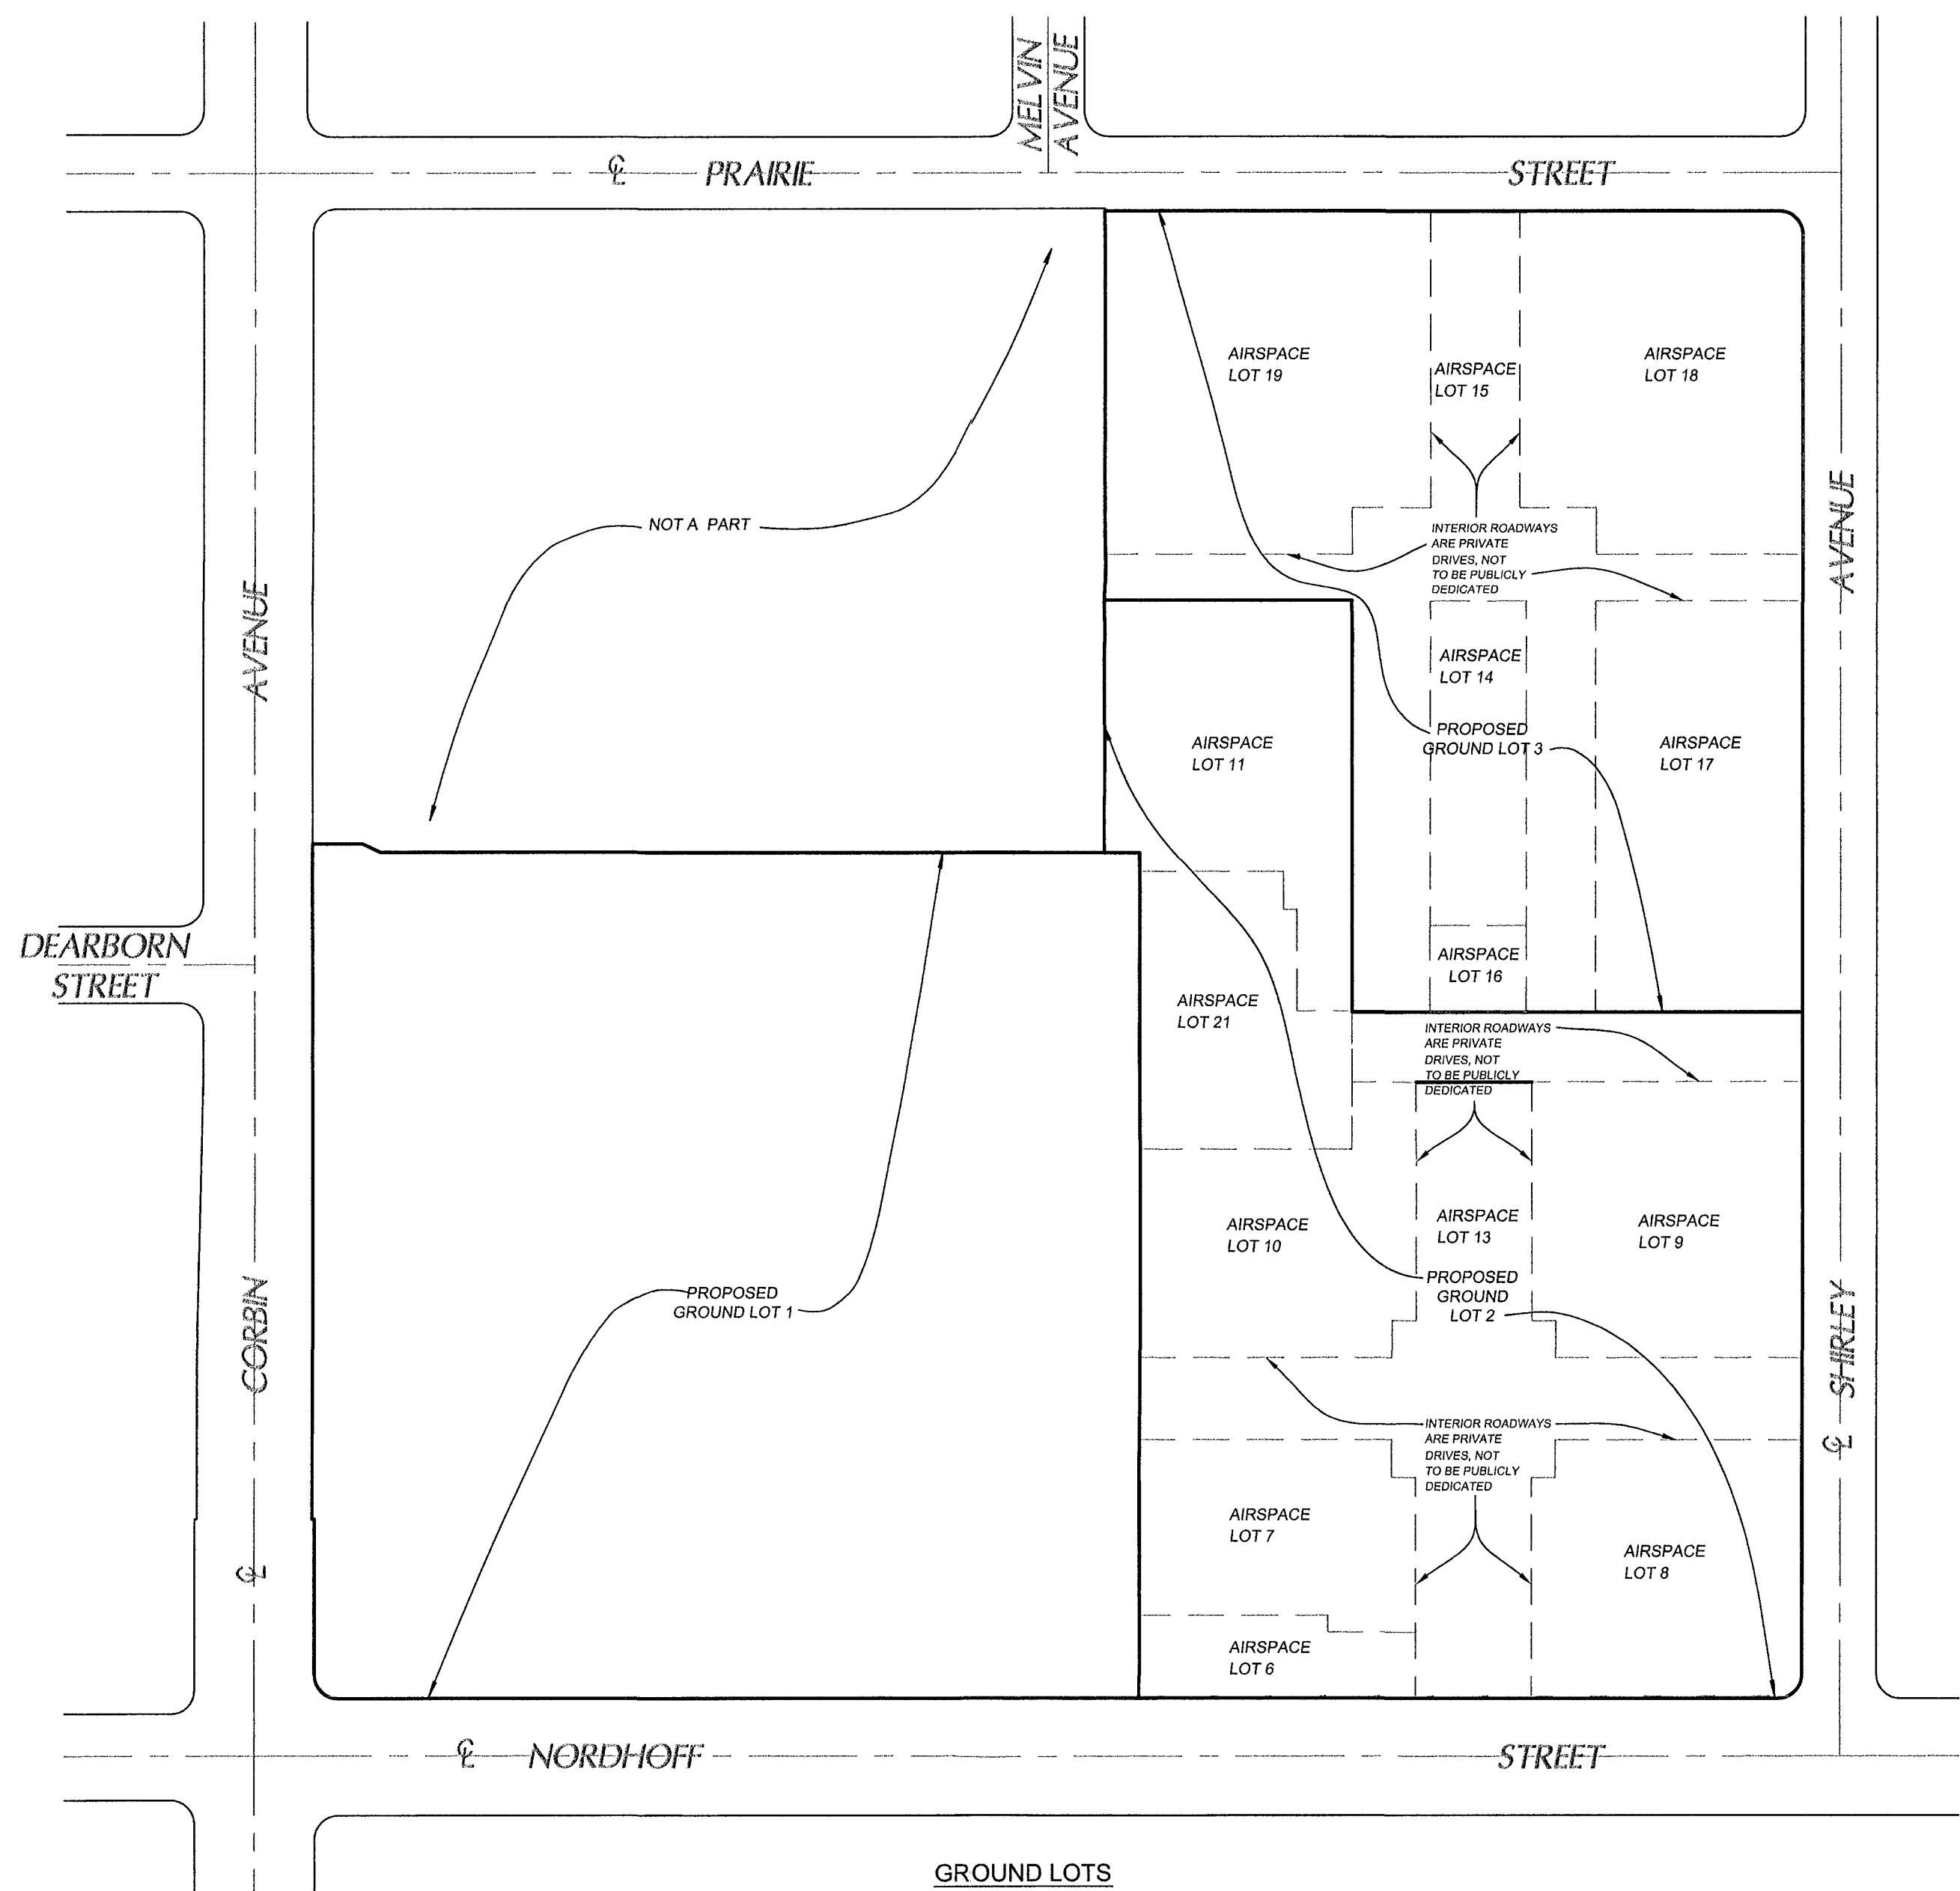 MELVIN
AVENUE
℄ PRAIRIE STREET
AIRSPACE
LOT 19
AIRSPACE
LOT 15
AIRSPACE
LOT 18
NOT A PART
INTERIOR ROADWAYS
ARE PRIVATE
DRIVES, NOT
TO BE PUBLICLY
DEDICATED
AVENUE
AVENUE
AIRSPACE
LOT 14
PROPOSED
GROUND LOT 3
AIRSPACE
LOT 11
AIRSPACE
LOT 17
DEARBORN
STREET
AIRSPACE
LOT 16
AIRSPACE
LOT 21
INTERIOR ROADWAYS
ARE PRIVATE
DRIVES, NOT
TO BE PUBLICLY
DEDICATED
AIRSPACE
LOT 10
AIRSPACE
LOT 13
AIRSPACE
LOT 9
PROPOSED
GROUND
LOT 2
PROPOSED
GROUND LOT 1
CORBIN
SHIRLEY
INTERIOR ROADWAYS
ARE PRIVATE
DRIVES, NOT
TO BE PUBLICLY
DEDICATED
℄
AIRSPACE
LOT 7
AIRSPACE
LOT 8
℄
AIRSPACE
LOT 6
℄ NORDHOFF STREET
GROUND LOTS